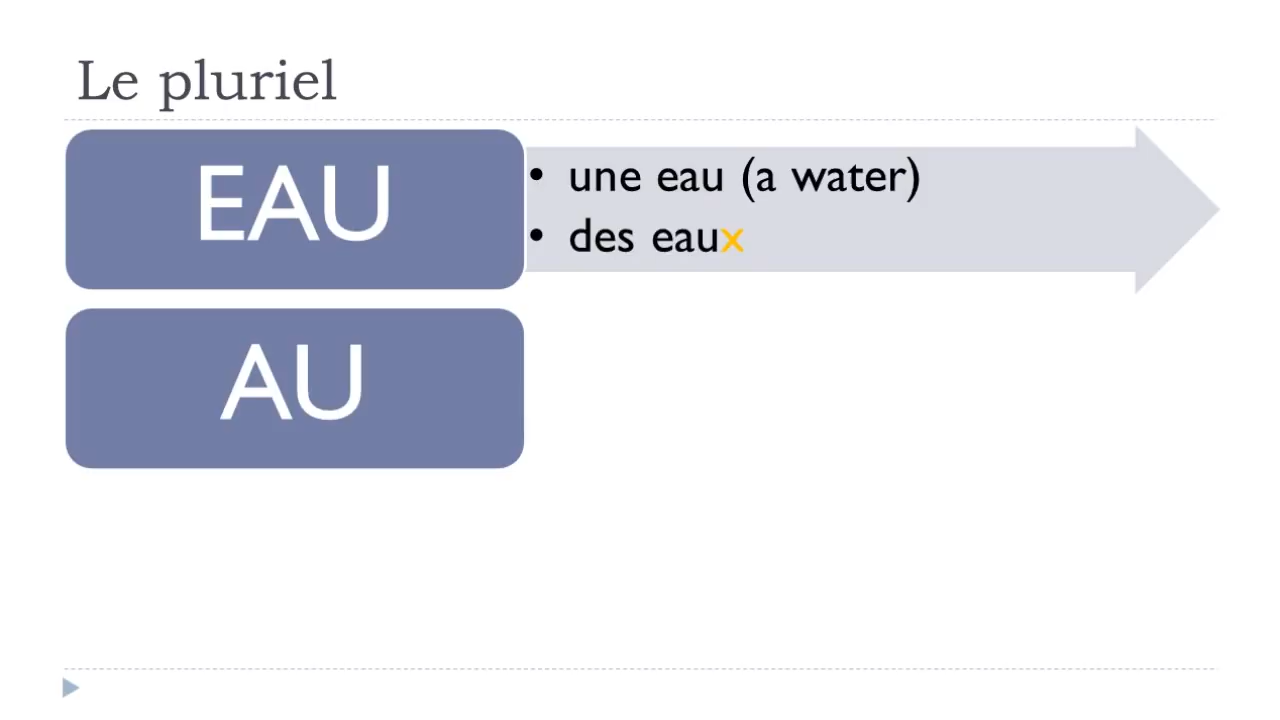 Le pluriel
EAU
• une eau (a water)
• des eaux
AU